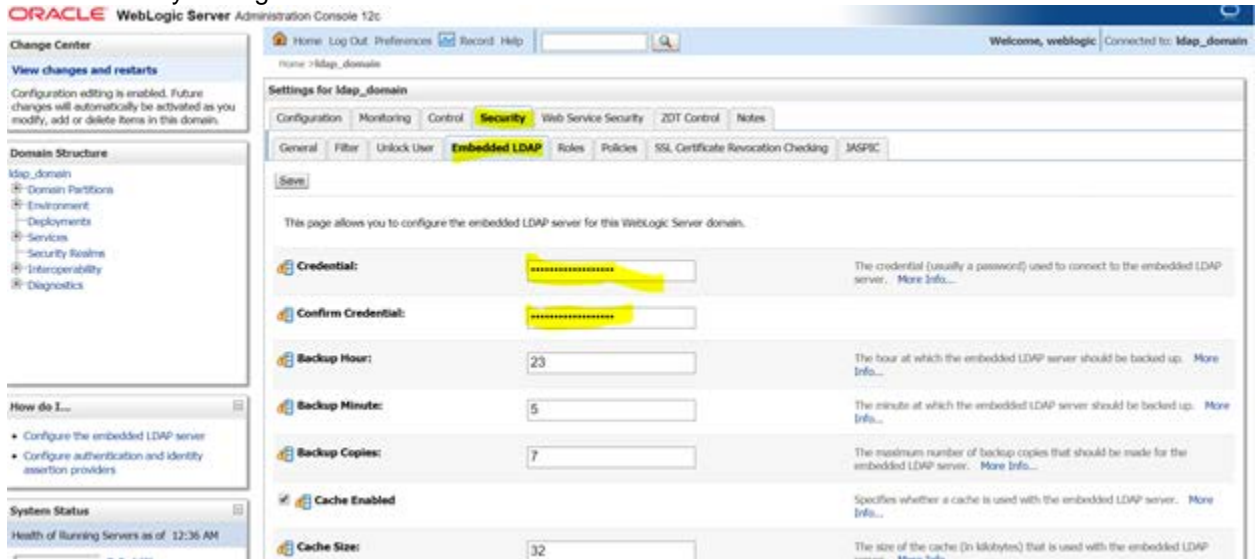 ORACLE WebLogic Server Administration Console 12c
Change Center
View changes and restarts
Configuration editing is enabled. Future
changes will automatically be activated as you
modify, add or delete items in this domain.
Domain Structure
ldap_domain
Domain Partitions
Environment
Deployments
Services
Security Realms
Interoperability
Diagnostics
How do I...
Configure the embedded LDAP server
Configure authentication and identity
assertion providers
System Status
Health of Running Servers as of 12:36 AM
Home Log Out Preferences Record Help
Welcome, weblogic Connected to: ldap_domain
Home >ldap_domain
Settings for ldap_domain
Configuration Monitoring Control Security Web Service Security ZDT Control Notes
General Filter Unlock User Embedded LDAP Roles Policies SSL Certificate Revocation Checking JASPIC
Save
This page allows you to configure the embedded LDAP server for this WebLogic Server domain.
Credential:
The credential (usually a password) used to connect to the embedded LDAP
server. More Info...
Confirm Credential:
Backup Hour: 23
The hour at which the embedded LDAP server should be backed up. More
Info...
Backup Minute: 5
The minute at which the embedded LDAP server should be backed up. More
Info...
Backup Copies: 7
The maximum number of backup copies that should be made for the
embedded LDAP server. More Info...
Cache Enabled
Specifies whether a cache is used with the embedded LDAP server. More
Info...
Cache Size: 32
The size of the cache (in kilobytes) that is used with the embedded LDAP